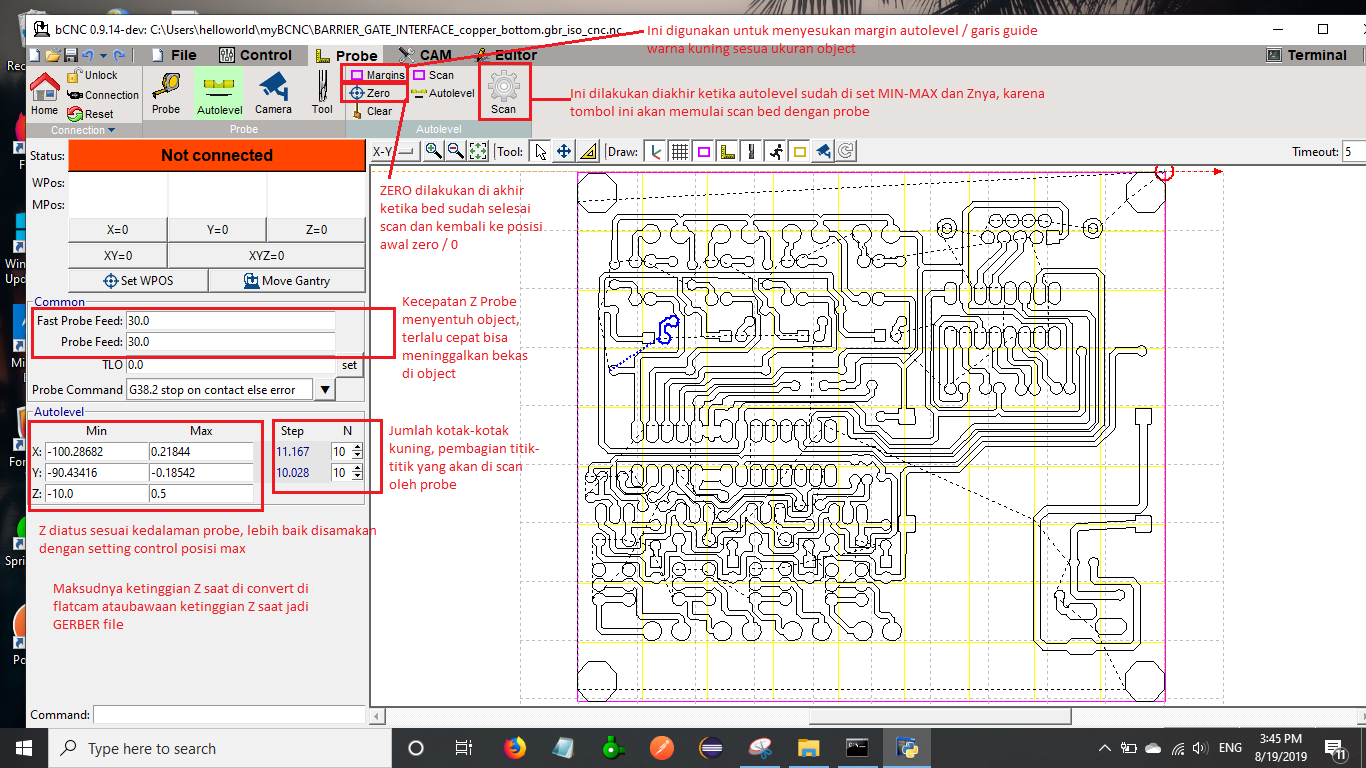 bCNC 0.9.14-dev: C:\Users\helloworld\myBCNC\BARRIER_GATE_INTERFACE_copper_bottom.gbr_iso_cnc.nc
Ini digunakan untuk menyesukan margin autolevel / garis guide
warna kuning sesua ukuran object
File Control Probe CAM Editor Terminal
Unlock
Connection
Reset
Home
Connection
Probe
Autolevel
Camera
Tool
Probe
Margins
Zero
Clear
Scan
Autolevel
Scan
Autolevel
Ini dilakukan diakhir ketika autolevel sudah di set MIN-MAX dan Znya, karena
tombol ini akan memulai scan bed dengan probe
Status: Not connected
X-Y [Tool: [Draw: Timeout: 5
WPos:
MPos:
X=0 Y=0 Z=0
XY=0 XYZ=0
Set WPOS Move Gantry
ZERO dilakukan di akhir
ketika bed sudah selesai
scan dan kembali ke posisi
awal zero / 0
Common
Fast Probe Feed: 30.0
Probe Feed: 30.0
TLO 0.0 set
Probe Command G38.2 stop on contact else error
Kecepatan Z Probe
menyentuh object,
terlalu cepat bisa
meninggalkan bekas
di object
Autolevel
Min Max Step N
X: -100.28682 0.21844 11.167 10
Y: -90.43416 -0.18542 10.028 10
Z: -10.0 0.5
Jumlah kotak-kotak
kuning, pembagian titik-
titik yang akan di scan
oleh probe
Z diatus sesuai kedalaman probe, lebih baik disamakan
dengan setting control posisi max
Maksudnya ketinggian Z saat di convert di
flatcam ataubawaan ketinggian Z saat jadi
GERBER file
Command:
Type here to search
ENG
3:45 PM
8/19/2019
11